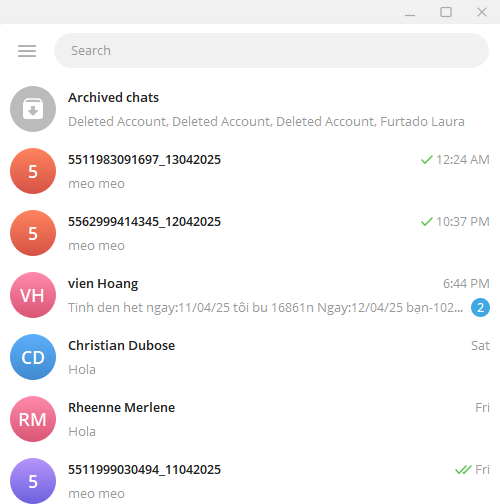 Search
Archived chats
Deleted Account, Deleted Account, Deleted Account, Furtado Laura
5
5511983091697_13042025
12:24 AM
meo meo
5
5562999414345_12042025
10:37 PM
meo meo
VH
vien Hoang
6:44 PM
Tinh den het ngay:11/04/25 tôi bu 16861n Ngay:12/04/25 bạn-102...
2
CD
Christian Dubose
Sat
Hola
RM
Rheenne Merlene
Fri
Hola
5
5511999030494_11042025
Fri
meo meo